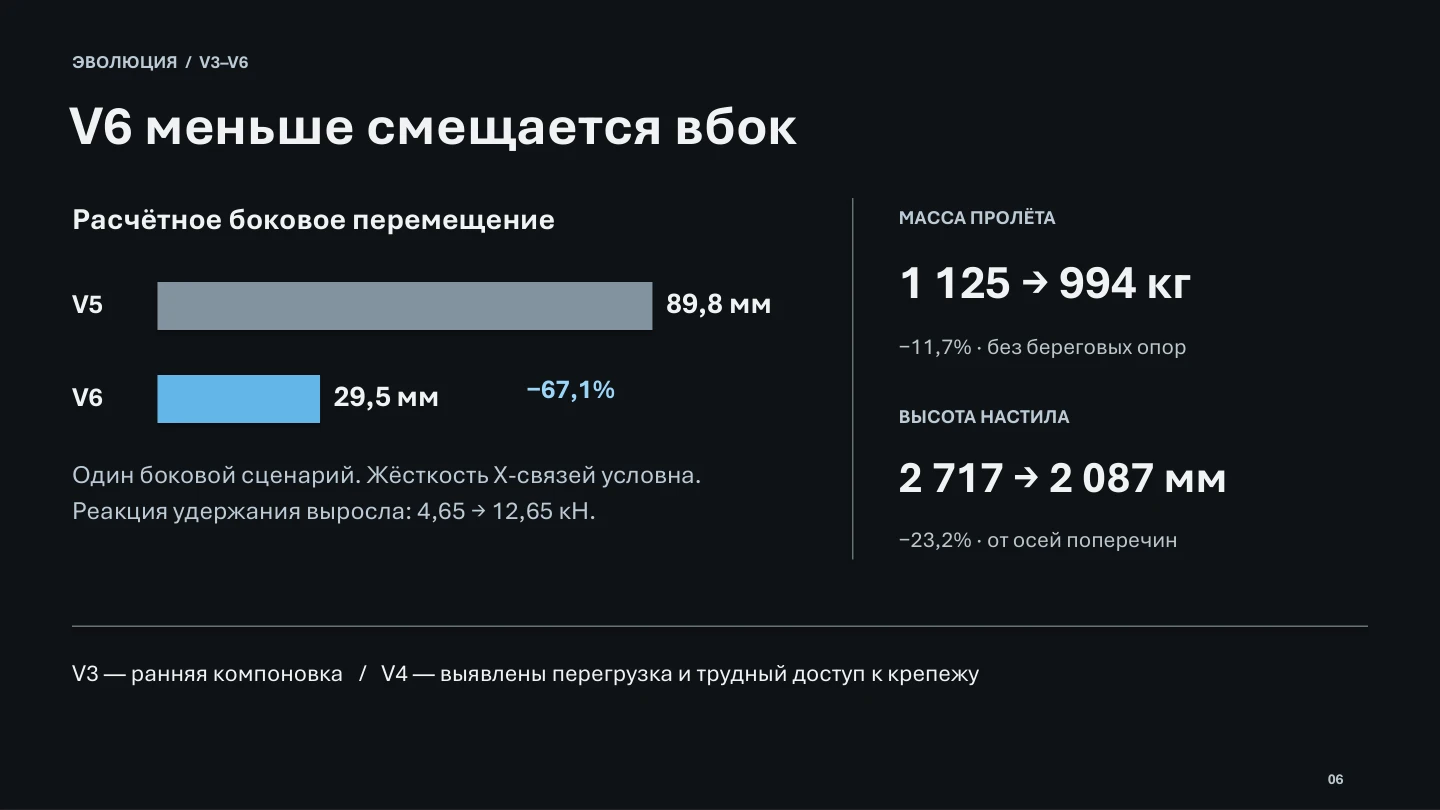 ЭВОЛЮЦИЯ / V3–V6
V6 меньше смещается вбок
Расчётное боковое перемещение
V5
89,8 мм
V6
29,5 мм
−67,1%
Один боковой сценарий. Жёсткость X-связей условна.
Реакция удержания выросла: 4,65 → 12,65 кН.
МАССА ПРОЛЁТА
1 125 → 994 кг
−11,7% · без береговых опор
ВЫСОТА НАСТИЛА
2 717 → 2 087 мм
−23,2% · от осей поперечин
V3 — ранняя компоновка / V4 — выявлены перегрузка и трудный доступ к крепежу
06